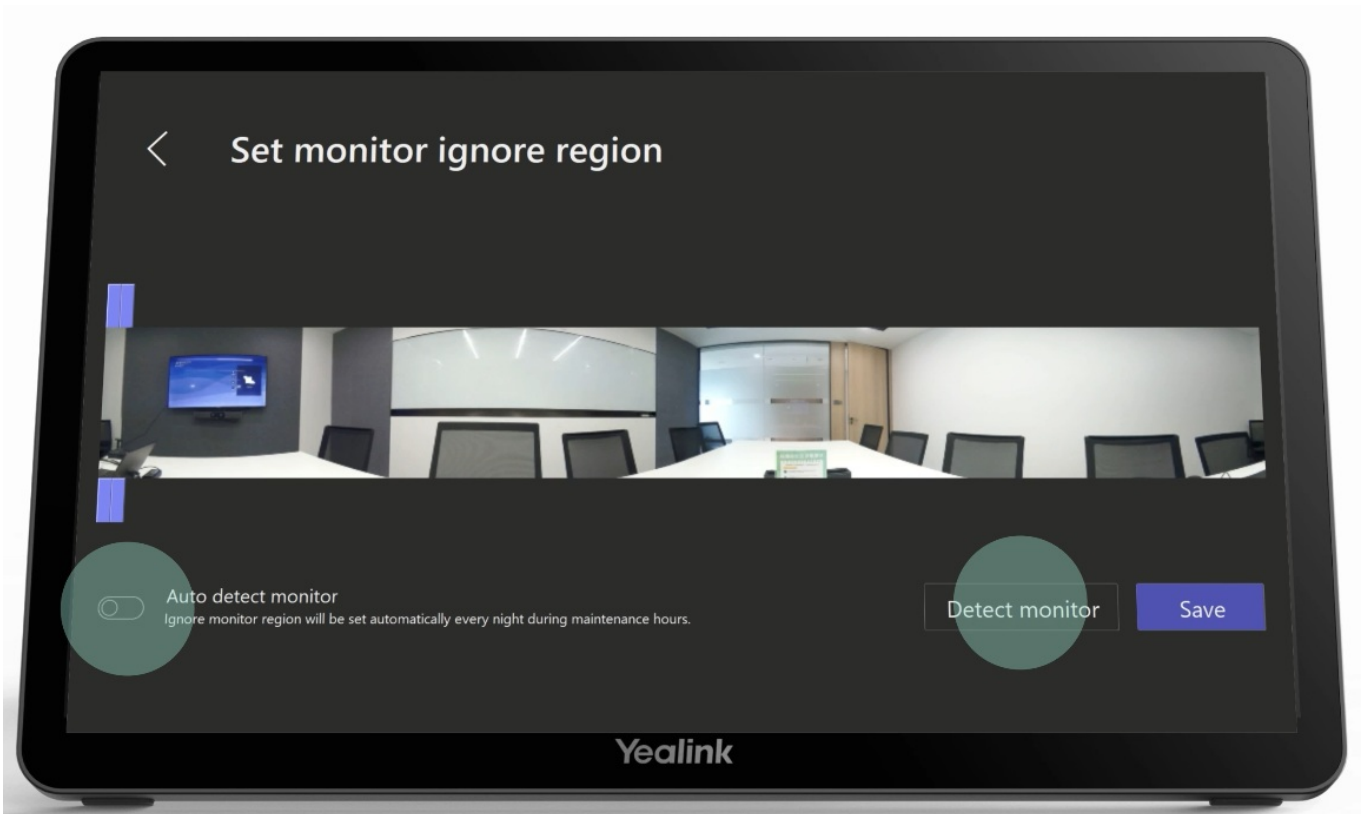 Set monitor ignore region
Auto detect monitor
Ignore monitor region will be set automatically every night during maintenance hours.
Detect monitor
Save
Yealink